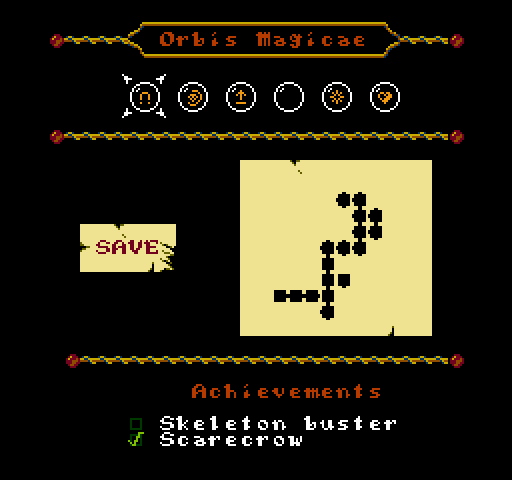 Orbis Magicae
SAVE
Achievements
Skeleton buster
Scarecrow